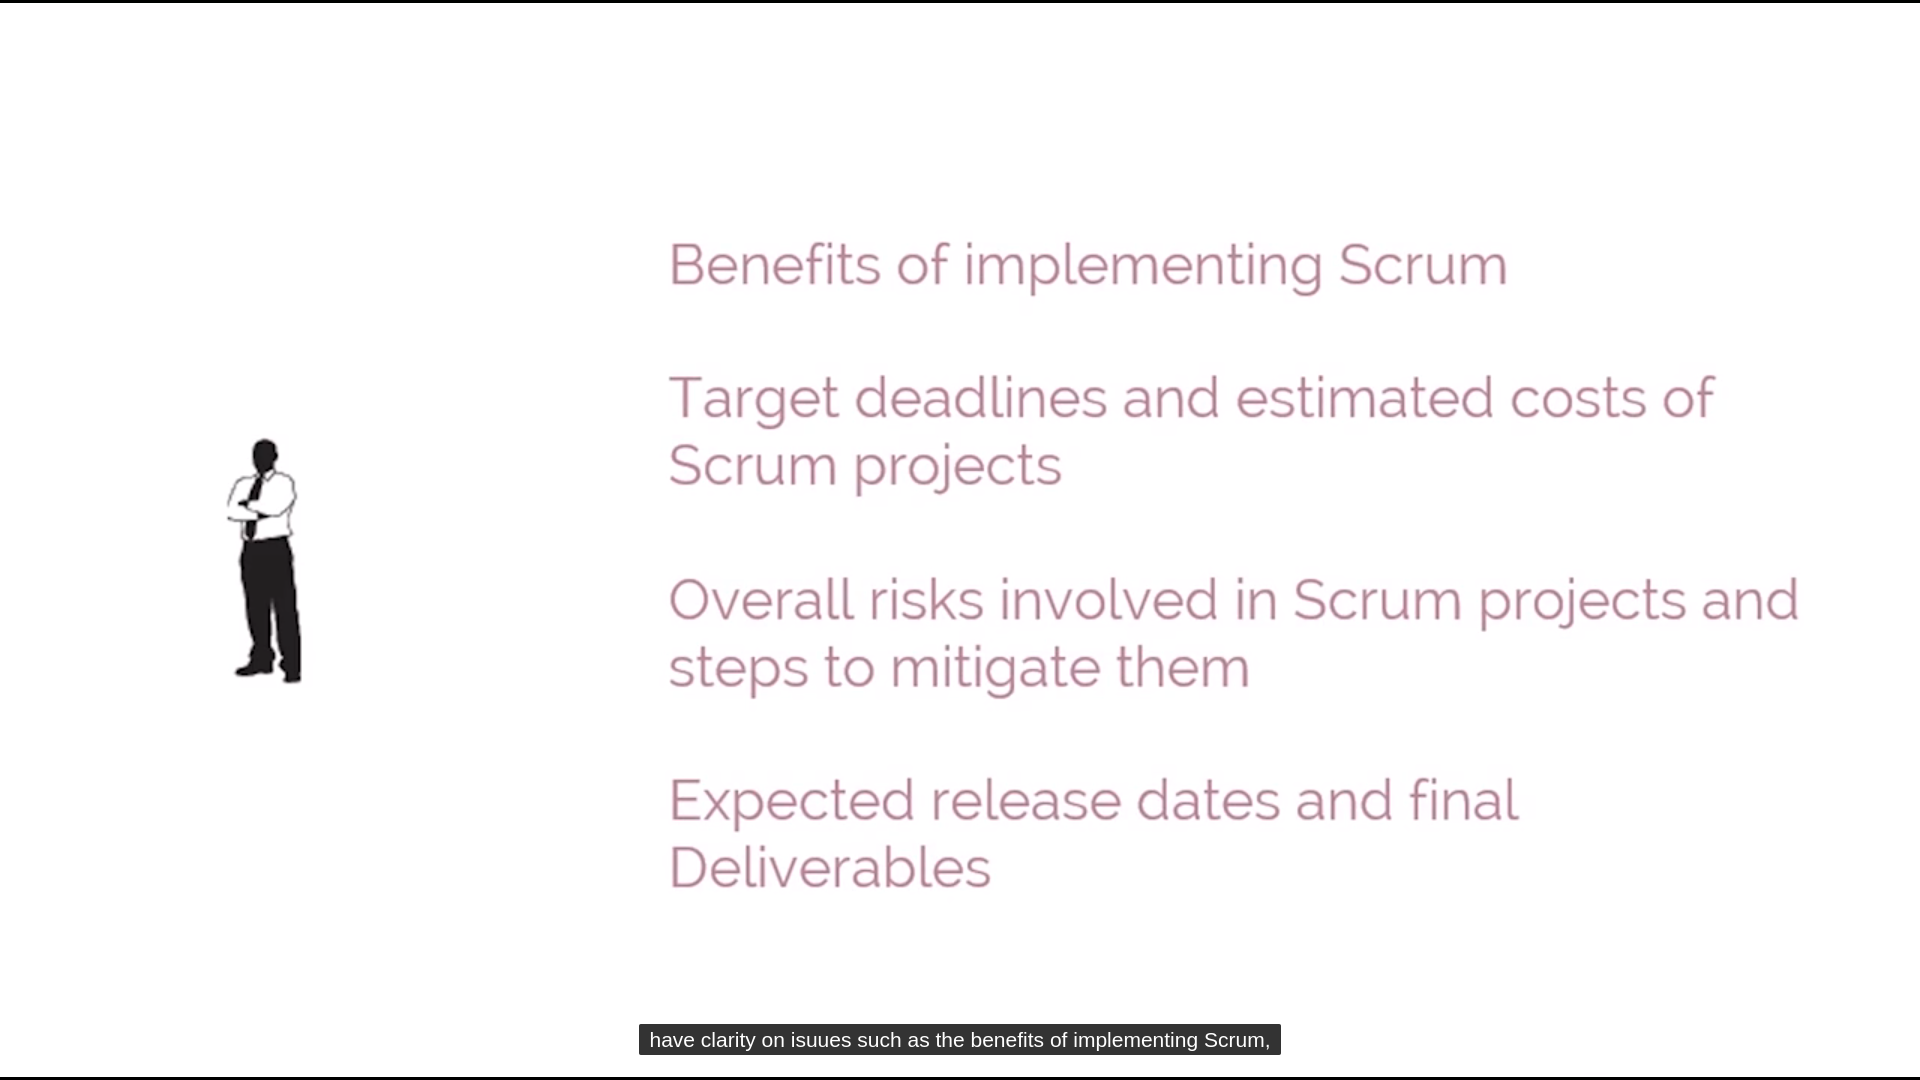 Benefits of implementing Scrum
Target deadlines and estimated costs of
Scrum projects
Overall risks involved in Scrum projects and
steps to mitigate them
Expected release dates and final
Deliverables
have clarity on isuues such as the benefits of implementing Scrum,